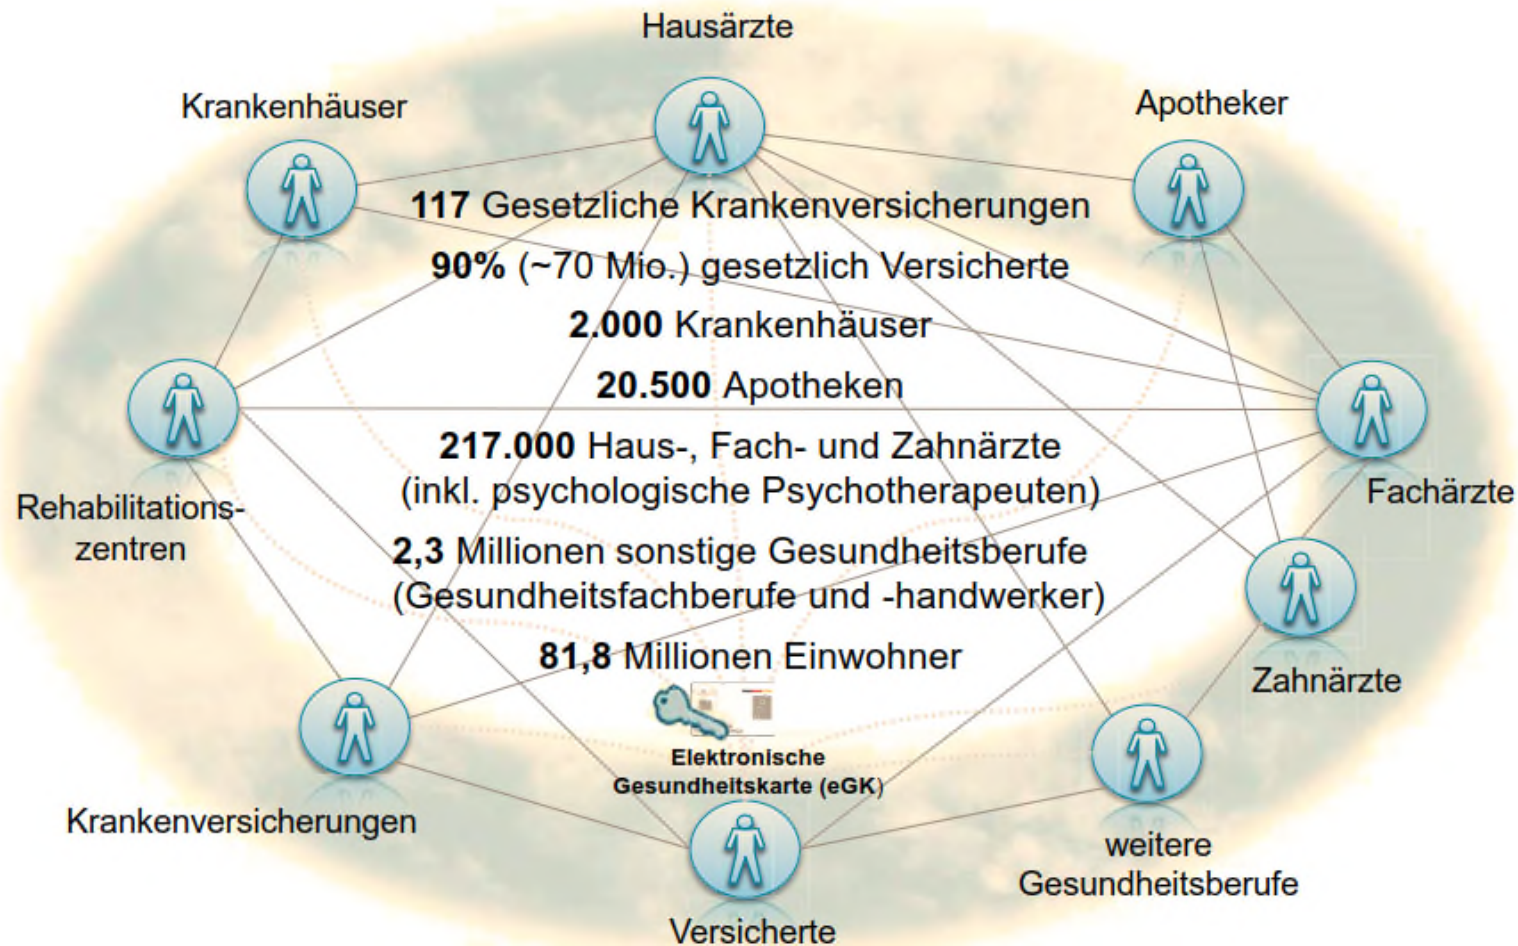 Hausärzte
Krankenhäuser
Apotheker
117 Gesetzliche Krankenversicherungen
90% (~70 Mio.) gesetzlich Versicherte
2.000 Krankenhäuser
20.500 Apotheken
217.000 Haus-, Fach- und Zahnärzte
(inkl. psychologische Psychotherapeuten)
Rehabilitations-
zentren
Fachärzte
2,3 Millionen sonstige Gesundheitsberufe
(Gesundheitsfachberufe und -handwerker)
81,8 Millionen Einwohner
Zahnärzte
Elektronische
Gesundheitskarte (eGK)
Krankenversicherungen
weitere
Gesundheitsberufe
Versicherte